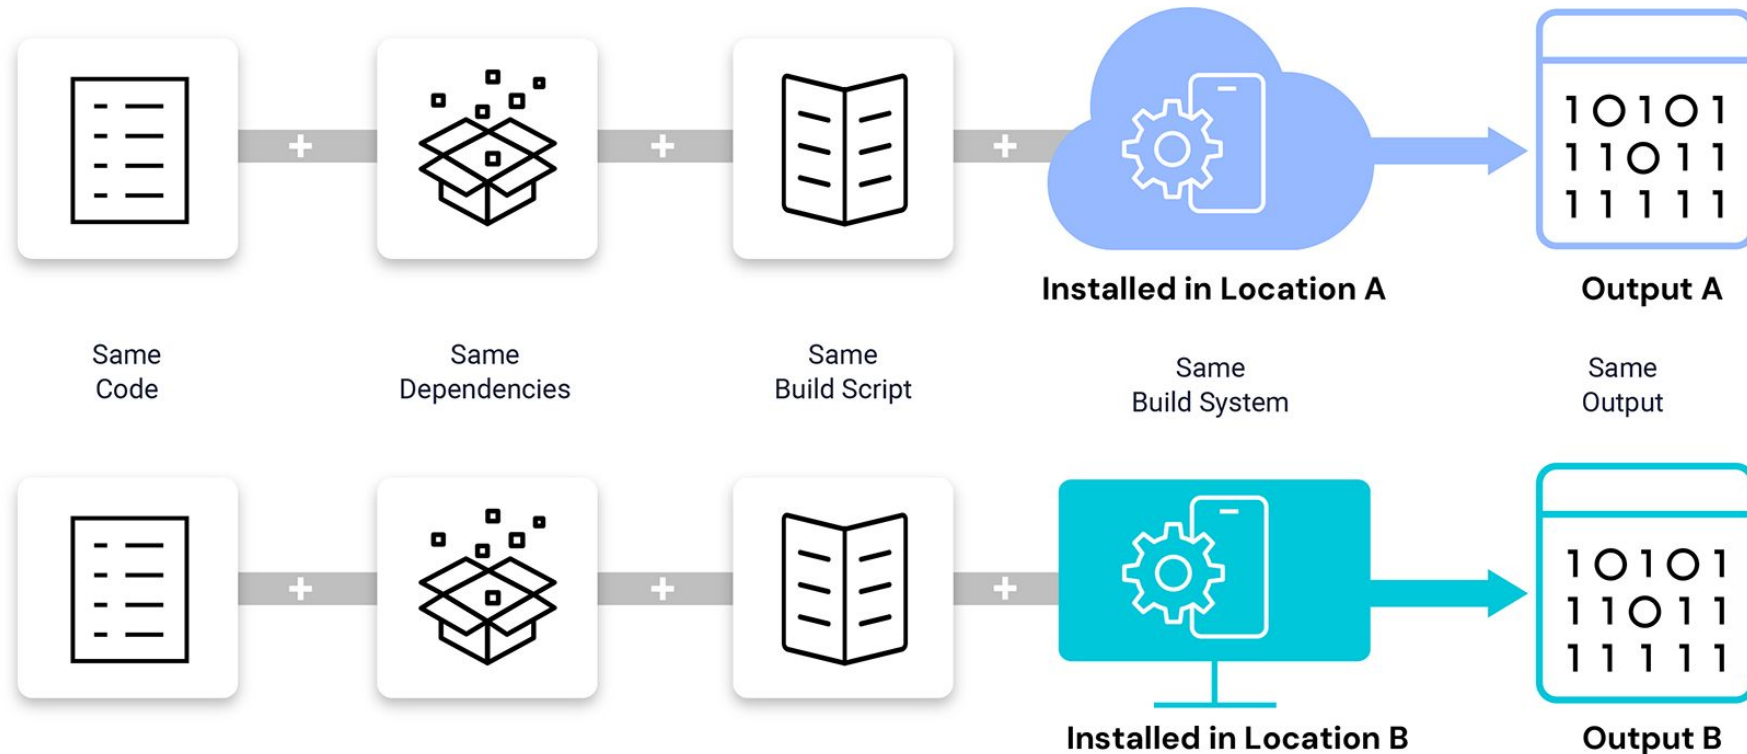 10101
11011
11111
Installed in Location A
Output A
Same
Code
Same
Dependencies
Same
Build Script
Same
Build System
Same
Output
10101
11011
11111
Installed in Location B
Output B